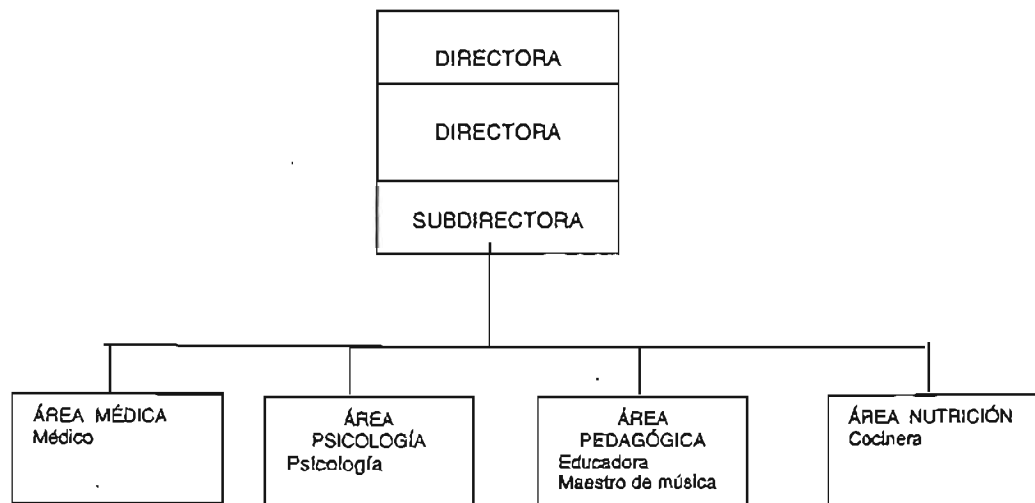 DIRECTORA
DIRECTORA
SUBDIRECTORA
ÁREA MÉDICA
Médico
ÁREA
PSICOLOGÍA
Psicología
ÁREA
PEDAGÓGICA
Educadora
Maestro de música
ÁREA NUTRICIÓN
Cocinera